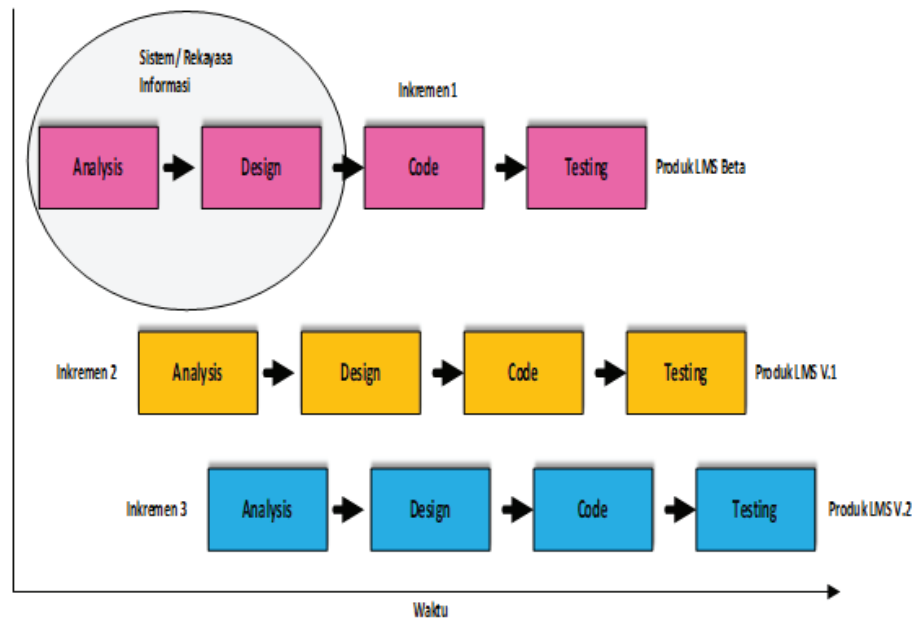 Sistem/ Rekayasa
Informasi
Inkremen 1
Analysis
Design
Code
Testing
Produk LMS Beta
Inkremen 2
Analysis
Design
Code
Testing
Produk LMS V.1
Inkremen 3
Analysis
Design
Code
Testing
Produk LMS V.2
Waktu